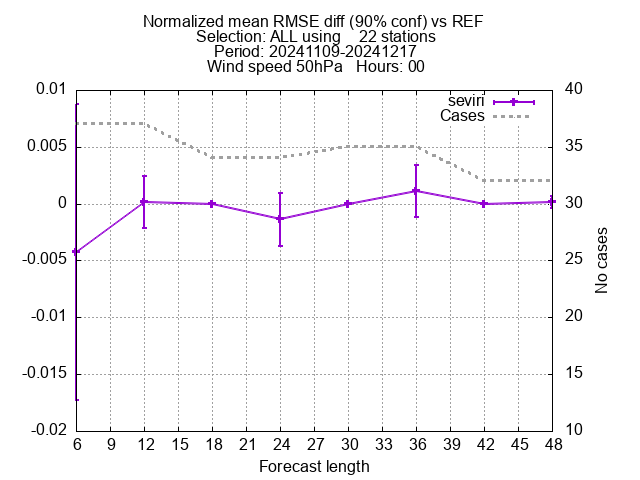 Normalized mean RMSE diff (90% conf) vs REF
Selection: ALL using    22 stations
Period: 20241109-20241217
Wind speed 50hPa   Hours: 00
0.01 40
seviri
Cases
0.005 35
0 30
-0.005 25
No cases
-0.01 20
-0.015 15
-0.02 10
6 9 12 15 18 21 24 27 30 33 36 39 42 45 48
Forecast length